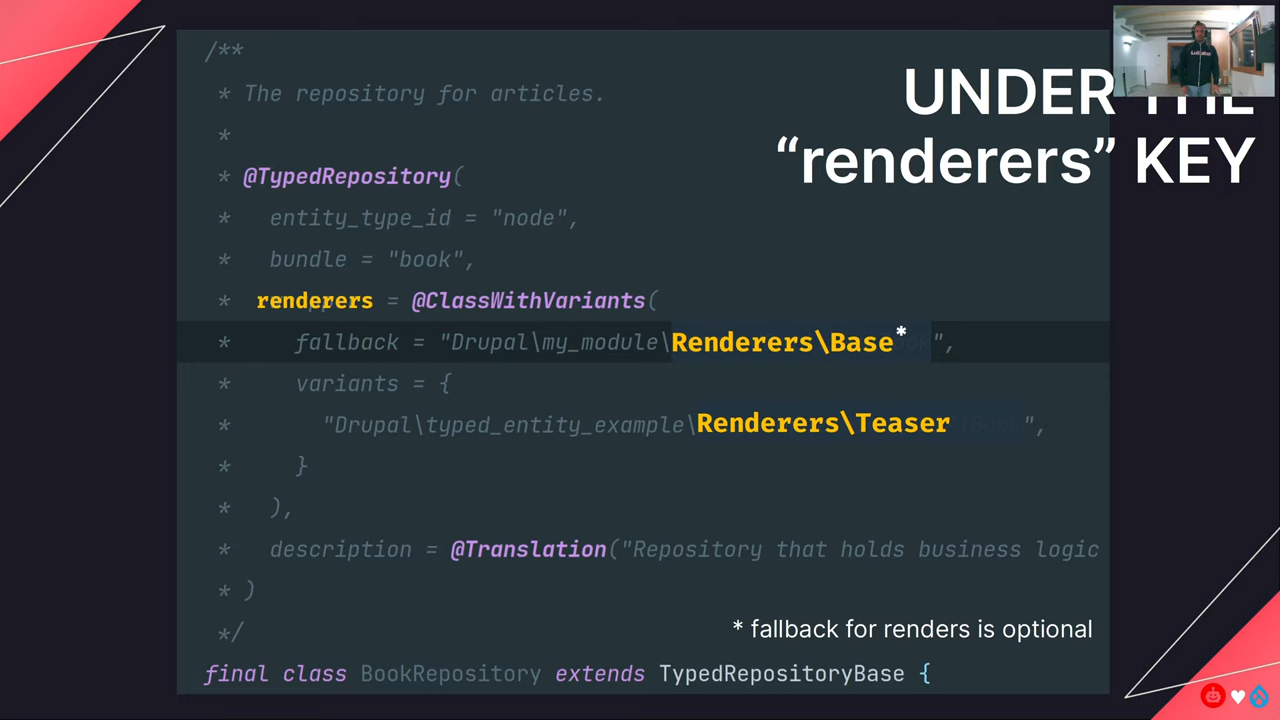 UNDER THE
“renderers” KEY
/**
* The repository for articles.
*
* @TypedRepository(
* entity_type_id = "node",
* bundle = "book",
* renderers = @ClassWithVariants(
* fallback = "Drupal\my_module\Renderers\Base*",
* variants = {
* "Drupal\typed_entity_example\Renderers\Teaser",
* }
* ),
* description = @Translation("Repository that holds business logic
* )
*/
* fallback for renders is optional
final class BookRepository extends TypedRepositoryBase {